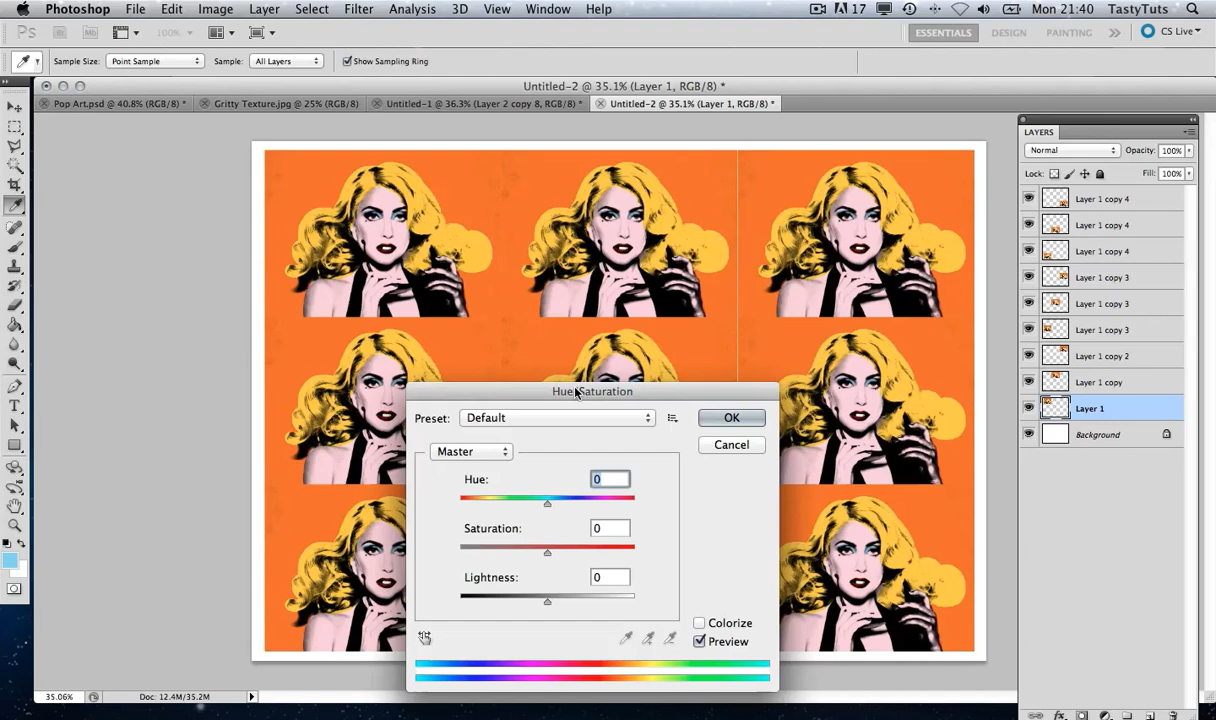 Photoshop File Edit Image Layer Select Filter Analysis 3D View Window Help 17 Mon 21:40 TastyTuts
Ps Br Mb 100% ESSENTIALS DESIGN PAINTING >> CS Live
Sample Size: Point Sample Sample: All Layers Show Sampling Ring
Untitled-2 @ 35.1% (Layer 1, RGB/8) *
Pop Art.psd @ 40.8% (RGB/8) * Gritty Texture.jpg @ 25% (RGB/8) Untitled-1 @ 36.3% (Layer 2 copy 8, RGB/8) * Untitled-2 @ 35.1% (Layer 1, RGB/8) *
LAYERS
Normal Opacity: 100%
Lock: Fill: 100%
Layer 1 copy 4
Layer 1 copy 4
Layer 1 copy 4
Layer 1 copy 3
Layer 1 copy 3
Layer 1 copy 3
Layer 1 copy 2
Layer 1 copy
Layer 1
Background
Hue/Saturation
Preset: Default OK
Cancel
Master
Hue: 0
Saturation: 0
Lightness: 0
Colorize
Preview
35.06% Doc: 12.4M/35.2M